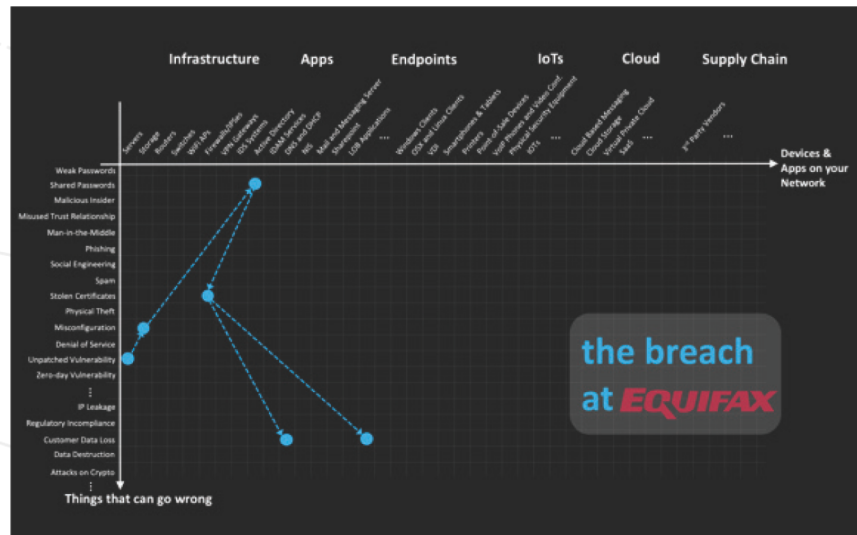 Infrastructure Apps Endpoints IoTs Cloud Supply Chain
Servers
Storage
Routers
Switches
WiFi APs
Firewalls/IPSes
VPN Gateways
IDS Systems
Active Directory
IDAM Services
DNS and DHCP
NIS
Mail and Messaging Server
Sharepoint
LOB Applications
...
Windows Clients
OSX and Linux Clients
VDI
Smartphones & Tablets
Printers
Point-of-Sale Devices
VoIP Phones and Video Conf.
Physical Security Equipment
IOTs
...
Cloud Based Messaging
Cloud Storage
Virtual Private Cloud
SaaS
...
3rd Party Vendors
...
Devices &
Apps on your
Network
Weak Passwords
Shared Passwords
Malicious Insider
Misused Trust Relationship
Man-in-the-Middle
Phishing
Social Engineering
Spam
Stolen Certificates
Physical Theft
Misconfiguration
Denial of Service
Unpatched Vulnerability
Zero-day Vulnerability
...
IP Leakage
Regulatory Incompliance
Customer Data Loss
Data Destruction
Attacks on Crypto
...
Things that can go wrong
the breach
at EQUIFAX